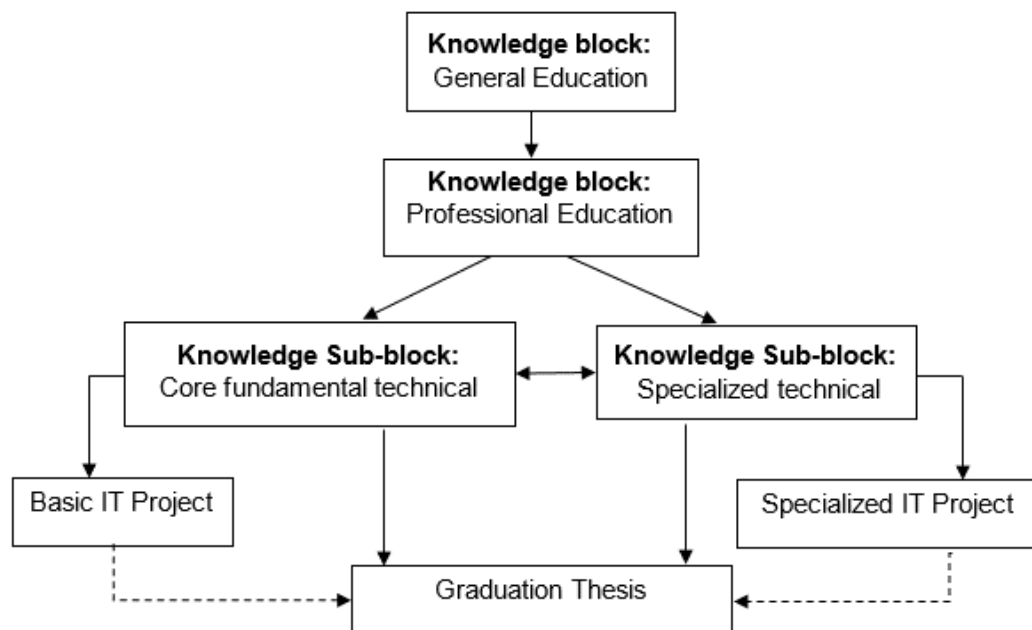 Knowledge block:
General Education
Knowledge block:
Professional Education
Knowledge Sub-block:
Core fundamental technical
Knowledge Sub-block:
Specialized technical
Basic IT Project
Specialized IT Project
Graduation Thesis